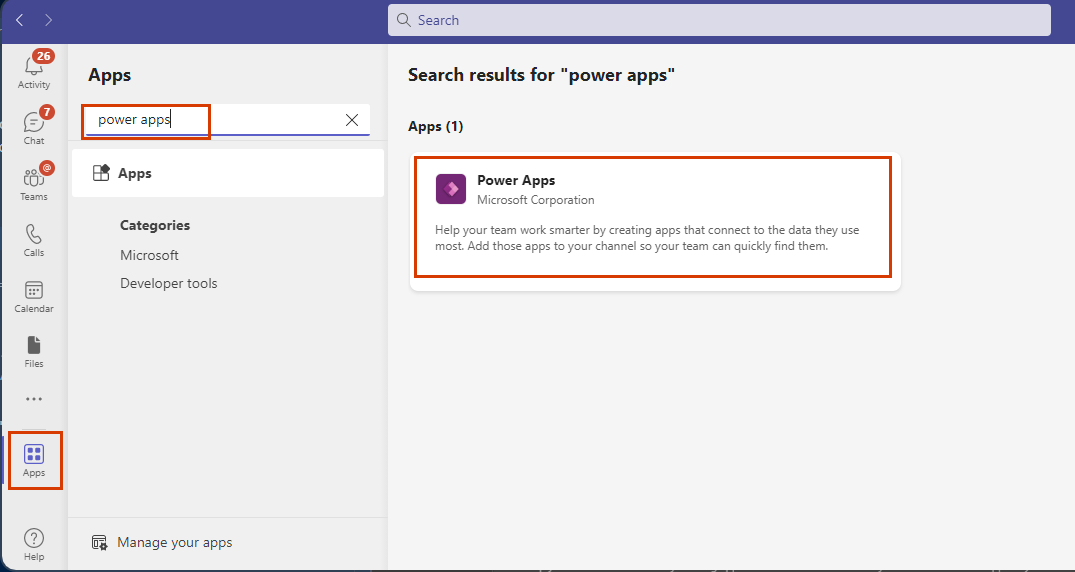 Search
26
Activity
7
Chat
@
Teams
Calls
Calendar
Files
Apps
Help
Apps
power apps
Apps
Categories
Microsoft
Developer tools
Manage your apps
Search results for "power apps"
Apps (1)
Power Apps
Microsoft Corporation
Help your team work smarter by creating apps that connect to the data they use
most. Add those apps to your channel so your team can quickly find them.